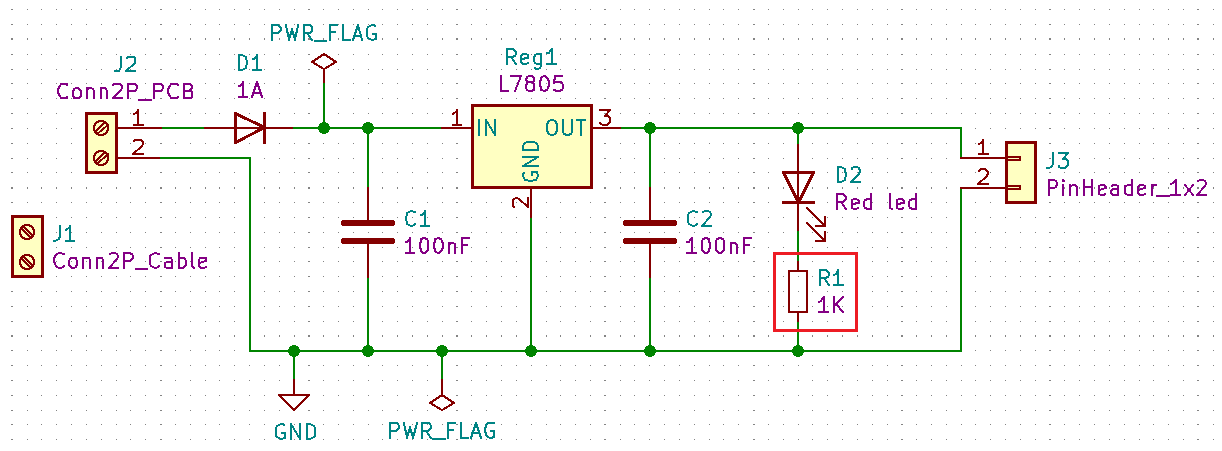 PWR_FLAG
J2
Conn2P_PCB
1
2
D1
1A
Reg1
L7805
1
IN
OUT
3
GND
2
J1
Conn2P_Cable
C1
100nF
C2
100nF
D2
Red led
R1
1K
1
2
J3
PinHeader_1x2
GND
PWR_FLAG